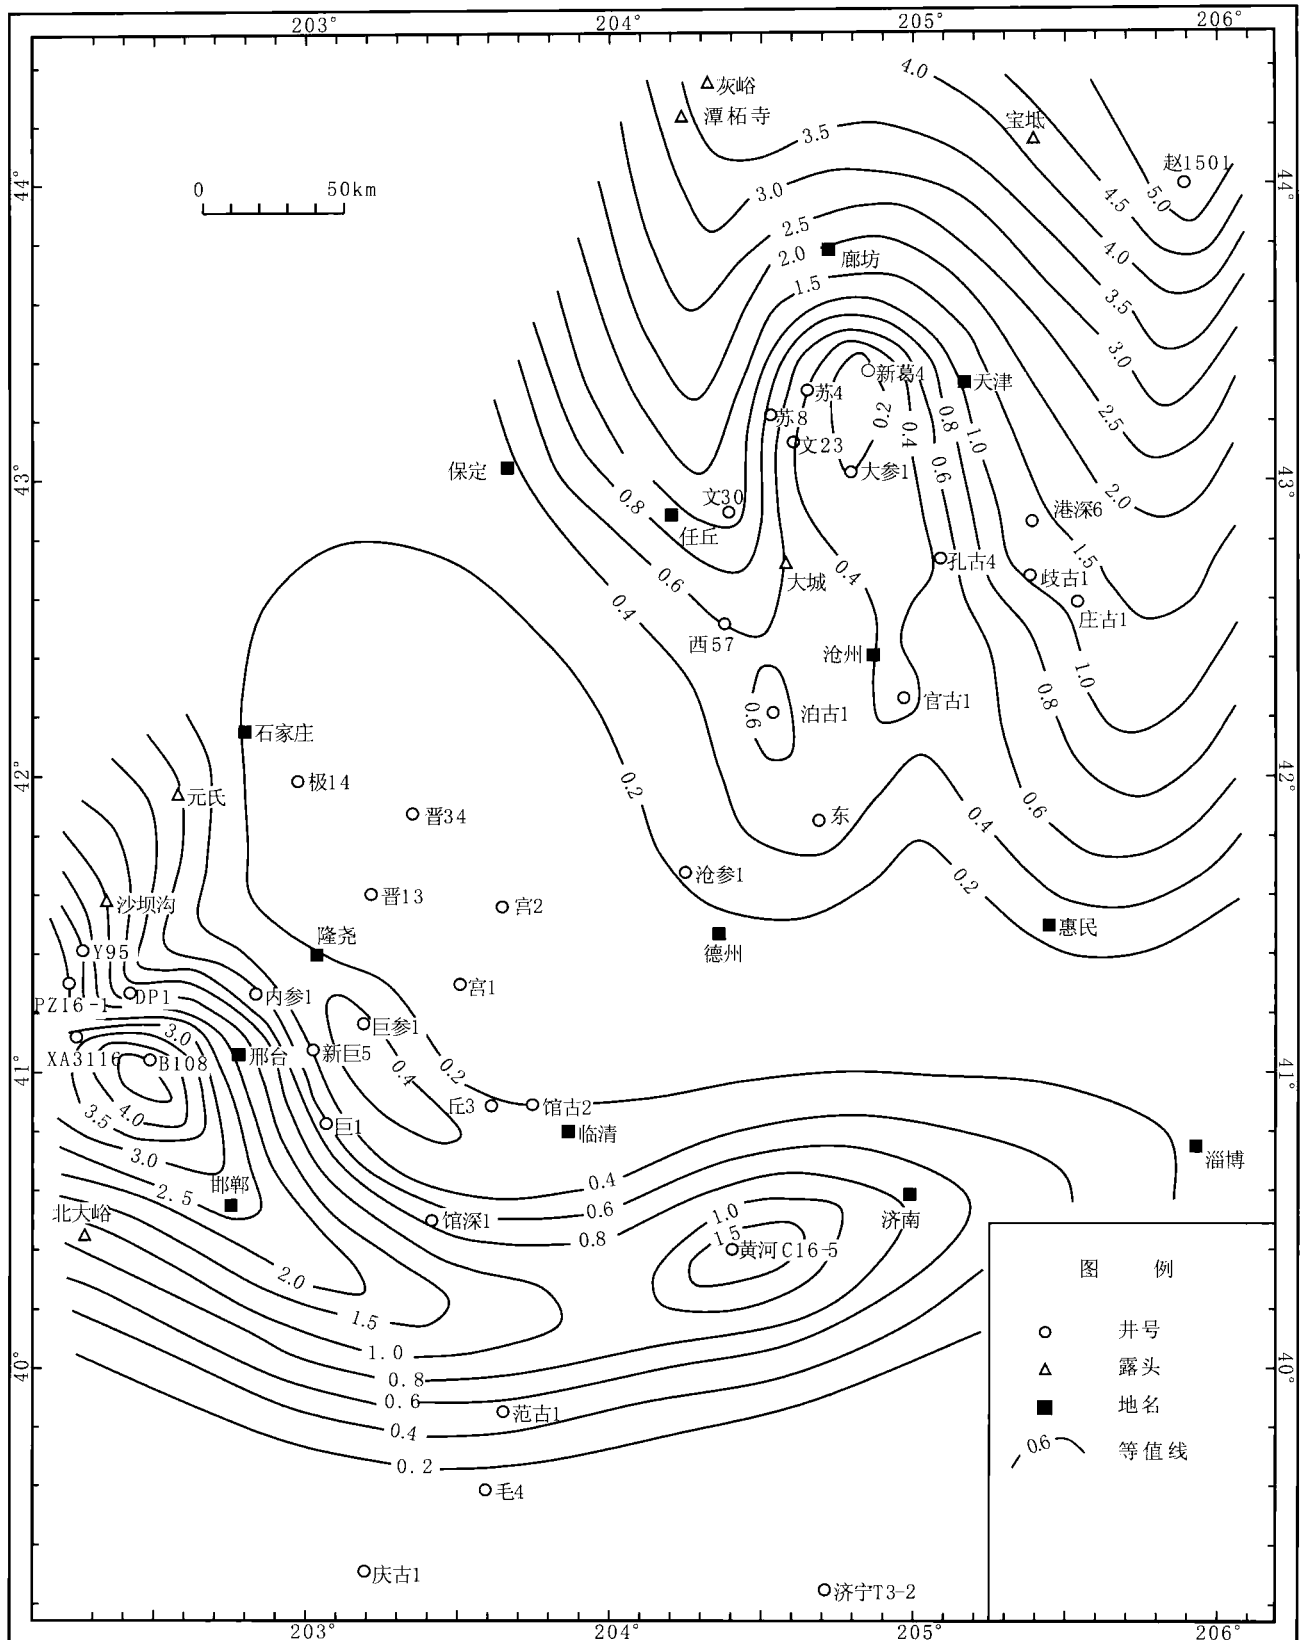 203° 204° 205° 206°
灰峪
潭柘寺
4.0
宝坻
赵1501
3.5
44° 44°
0 50km
3.0
4.5
5.0
2.5
4.0
2.0
廊坊
1.5
3.5
3.0
新葛4
天津
苏4
0.2
苏8
0.4
0.8
1.0
2.5
文23
保定
大参1
0.6
43° 43°
0.8
文30
2.0
任丘
港深6
1.5
孔古4
大城
0.4
歧古1
0.6
0.4
庄古1
西57
沧州
1.0
0.8
官古1
0.6
泊古1
石家庄
42° 42°
极14
0.2
元氏
晋34
东
0.4
0.6
沧参1
0.2
晋13
宫2
沙坝沟
隆尧
惠民
德州
Y95
宫1
PZ16-1
DP1
内参1
巨参1
3.0
XA3116
B108
邢台
新巨5
41° 41°
0.4
0.2
3.5
4.0
丘3
馆古2
巨1
临清
3.0
淄博
2.5
邯郸
0.4
北大峪
馆深1
0.6
1.0
济南
0.8
1.5
黄河C16-5
2.0
1.5
1.0
40° 40°
0.8
0.6
范古1
0.4
0.2
毛4
庆古1
济宁T3-2
图 例
井号
露头
地名
0.6
等值线
203° 204° 205° 206°